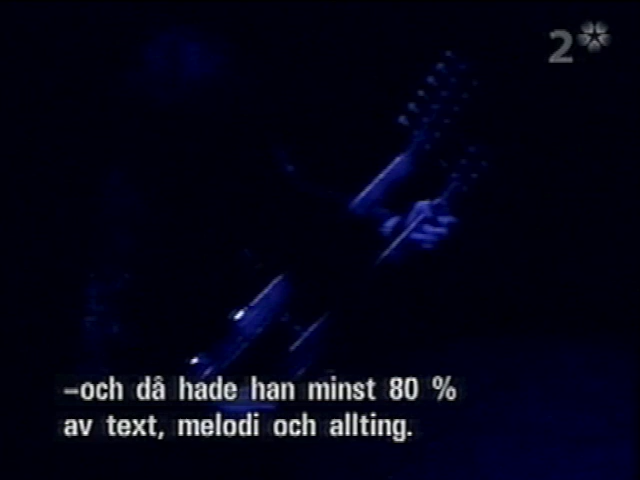 2
–och då hade han minst 80 %
av text, melodi och allting.